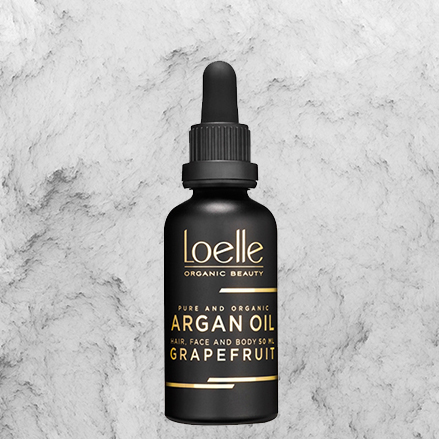 Loelle
ORGANIC BEAUTY
PURE AND ORGANIC
ARGAN OIL
HAIR, FACE AND BODY 50 ML
GRAPEFRUIT